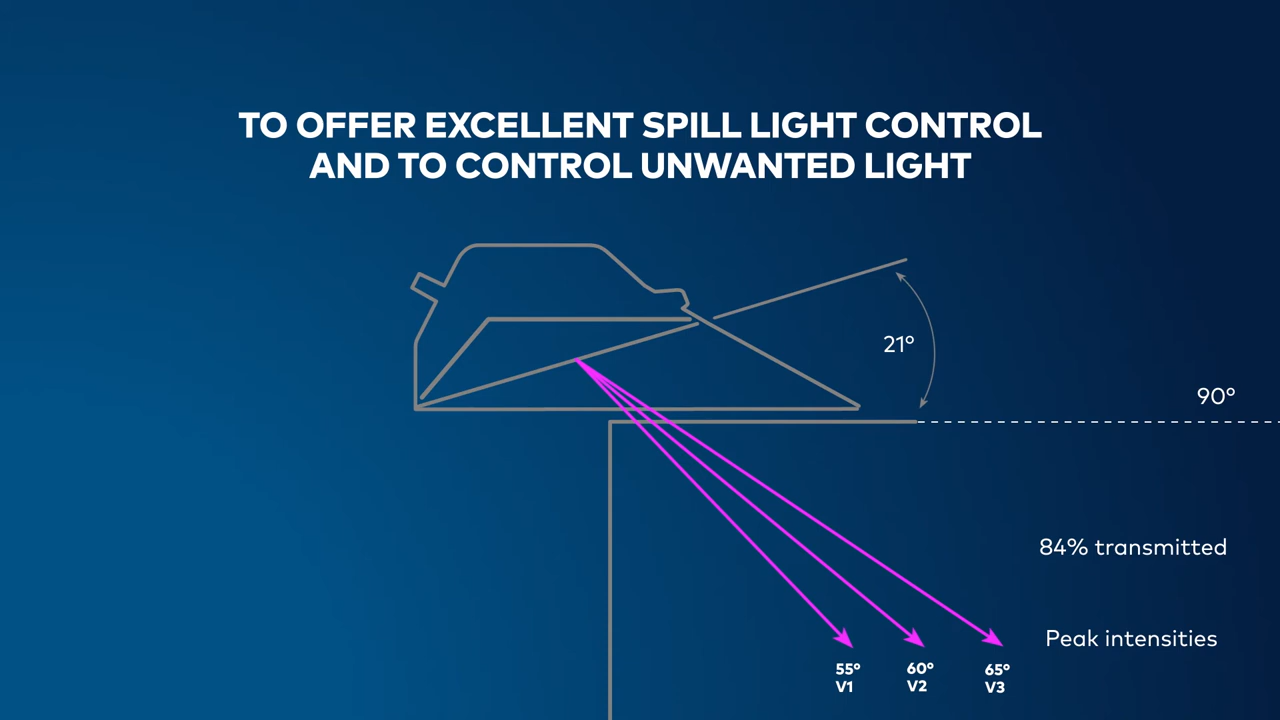 TO OFFER EXCELLENT SPILL LIGHT CONTROL
AND TO CONTROL UNWANTED LIGHT
21°
90°
84% transmitted
Peak intensities
55° 60° 65°
V1 V2 V3